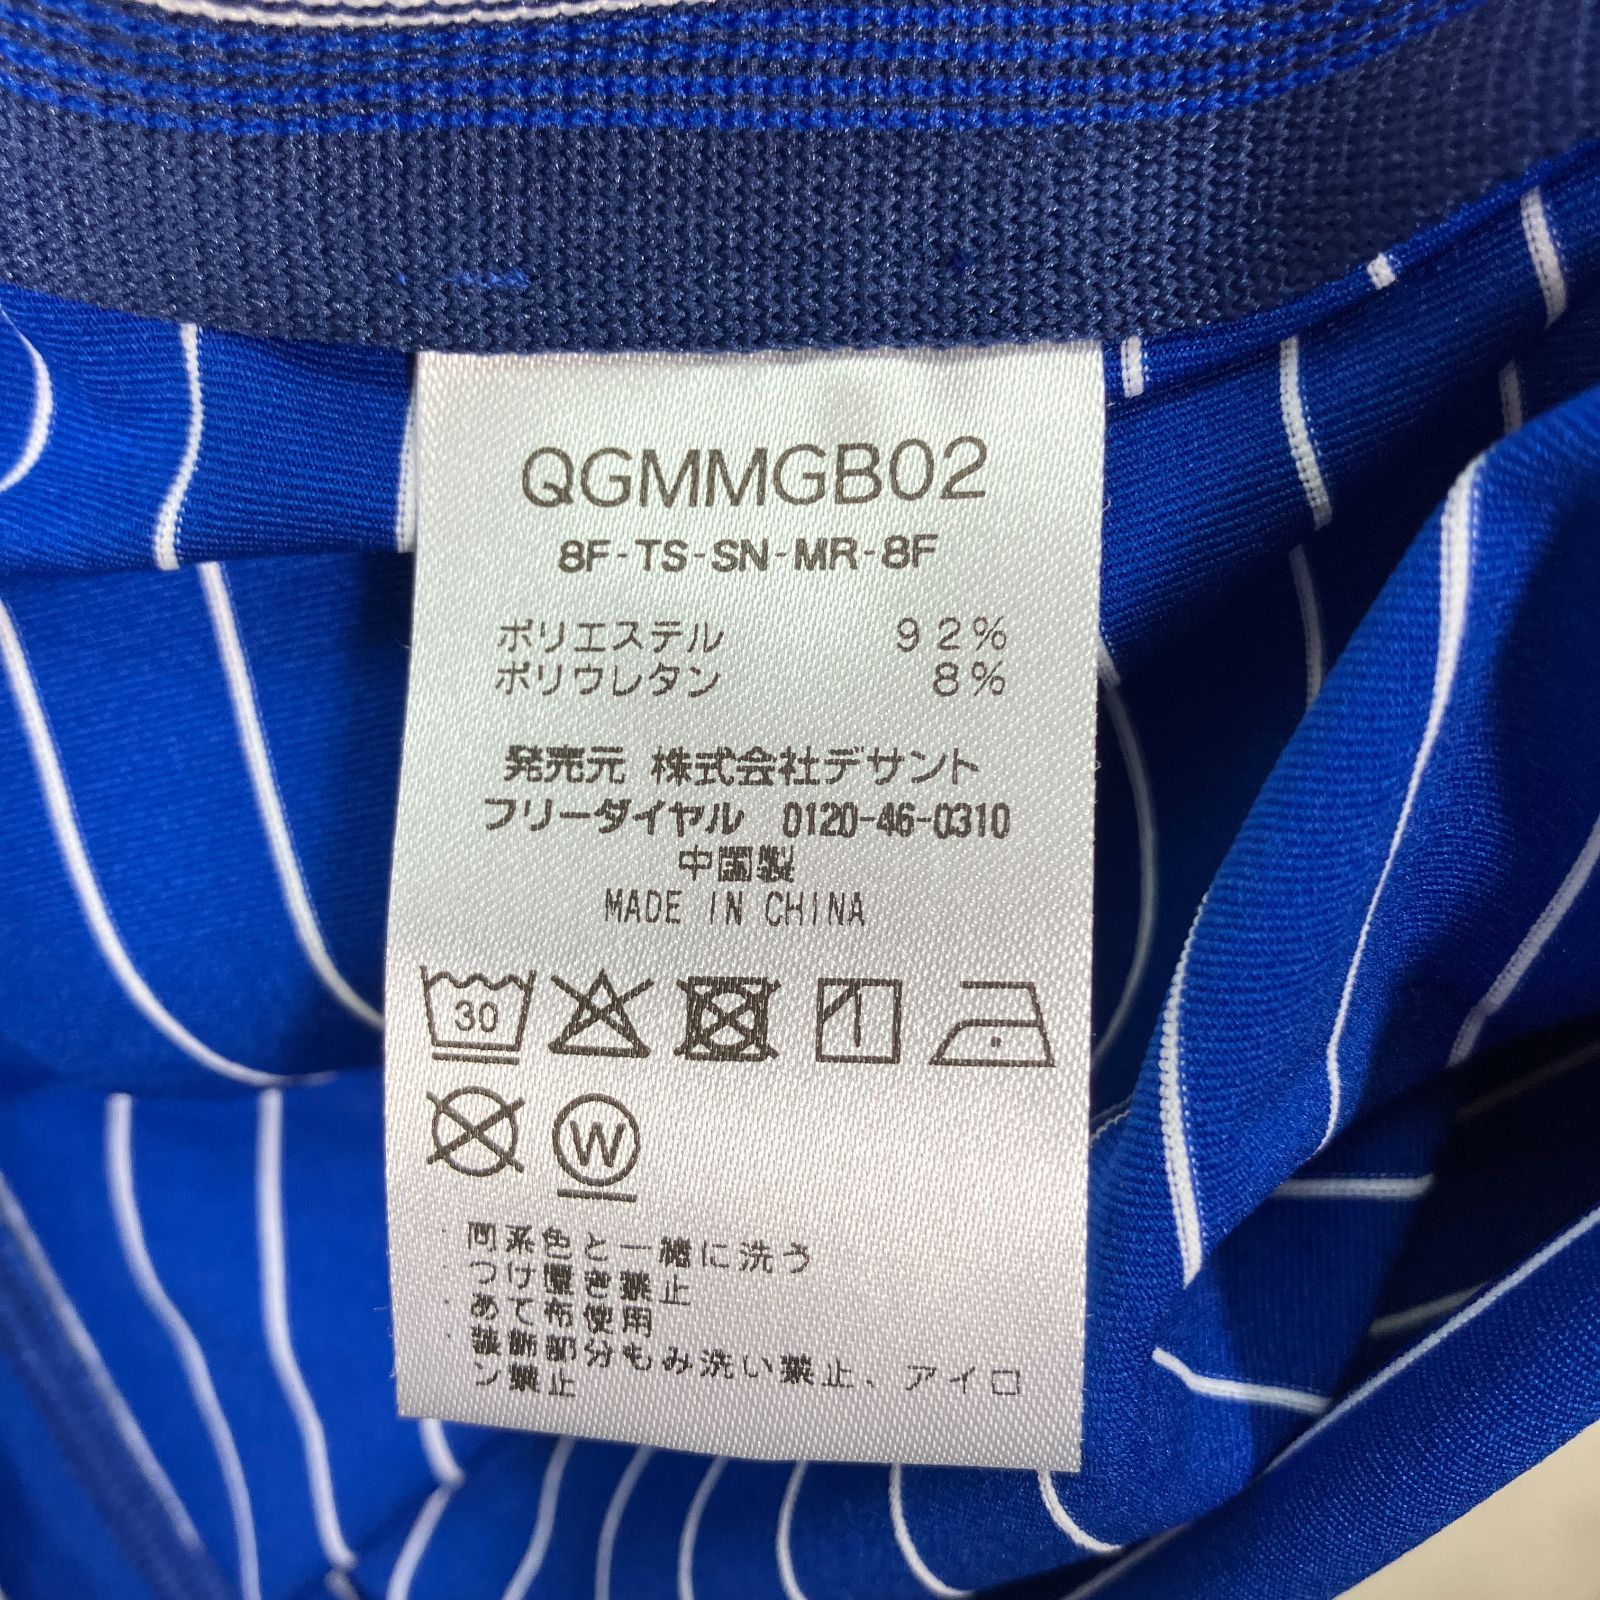 QGMMGB02
8F-TS-SN-MR-8F
ポリエステル 92%
ポリウレタン 8%
発売元 株式会社デサント
フリーダイヤル 0120-46-0310
中国製
MADE IN CHINA
30
W
同系色と一緒に洗う
つけ置き禁止
あて布使用
装飾部分もみ洗い禁止、アイロ
ン禁止